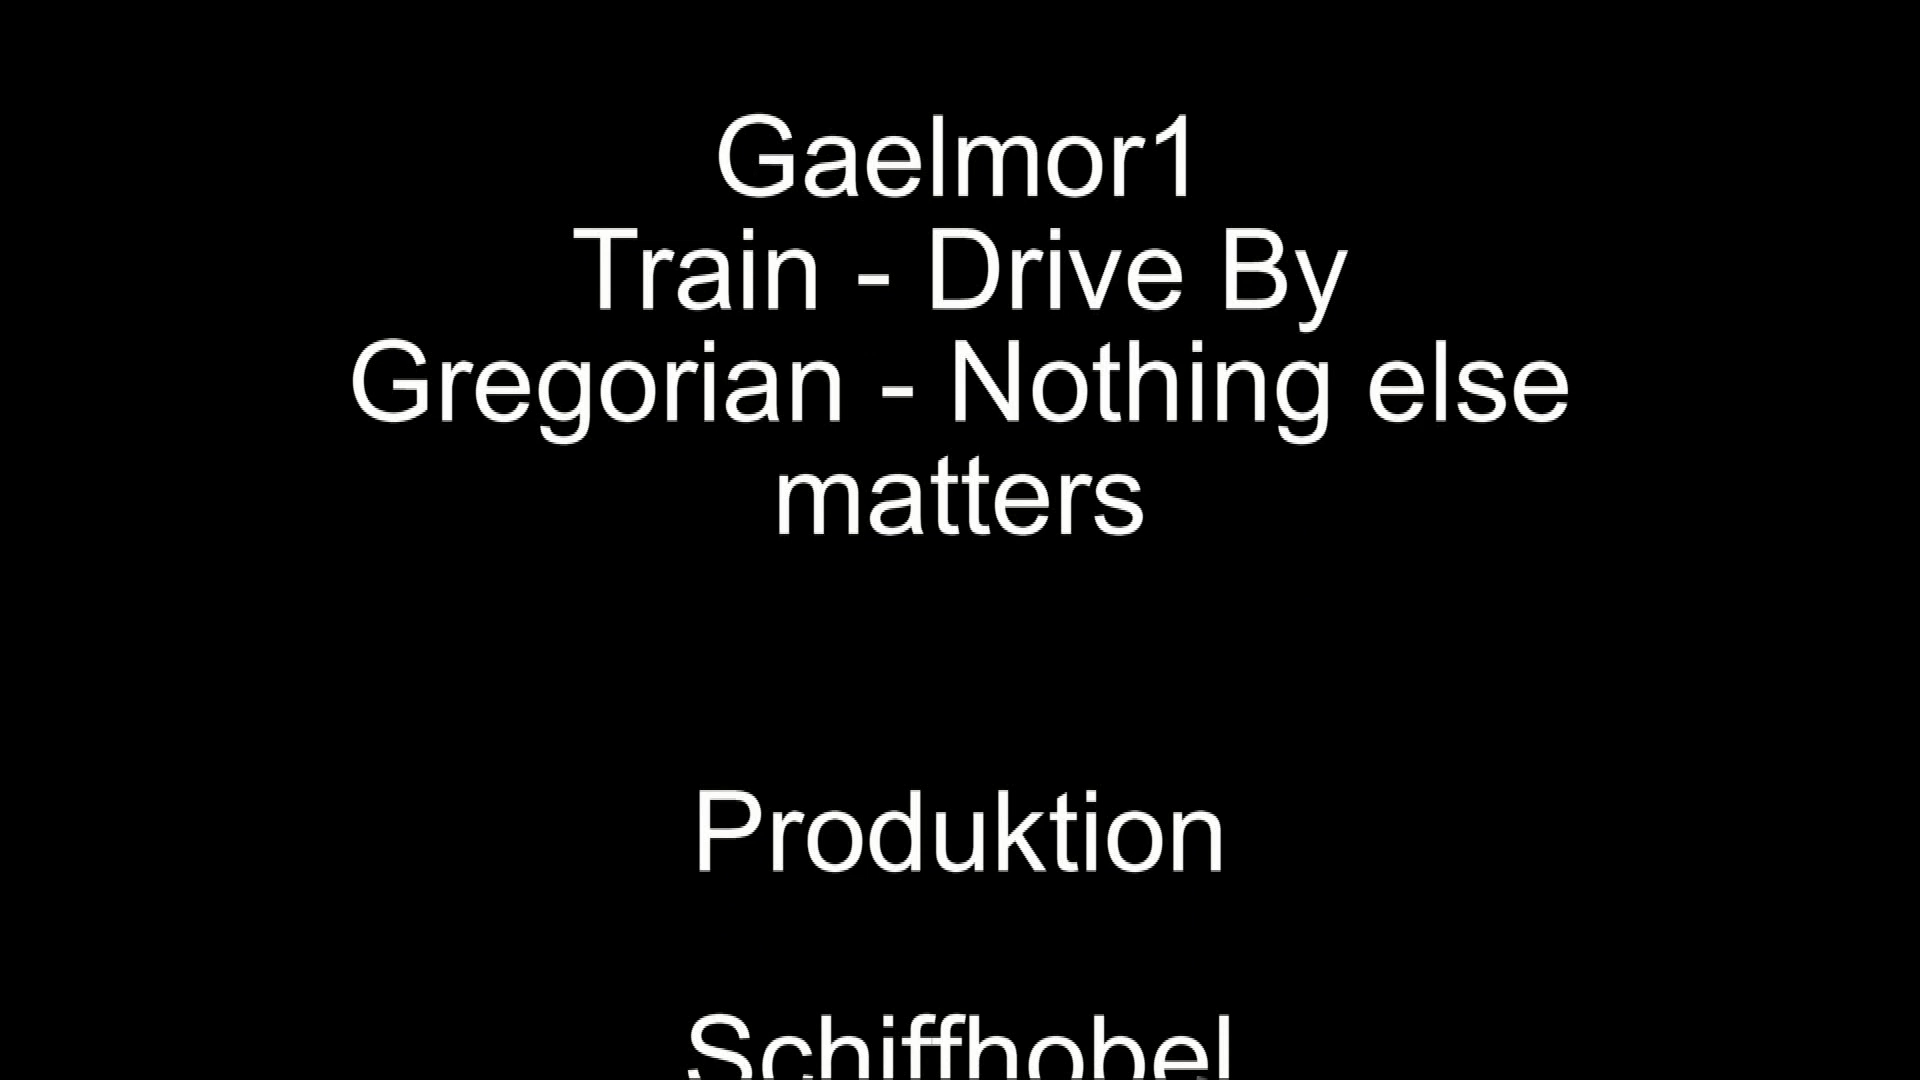 Gaelmor1
Train - Drive By
Gregorian - Nothing else
matters
Produktion
Schiffhobel